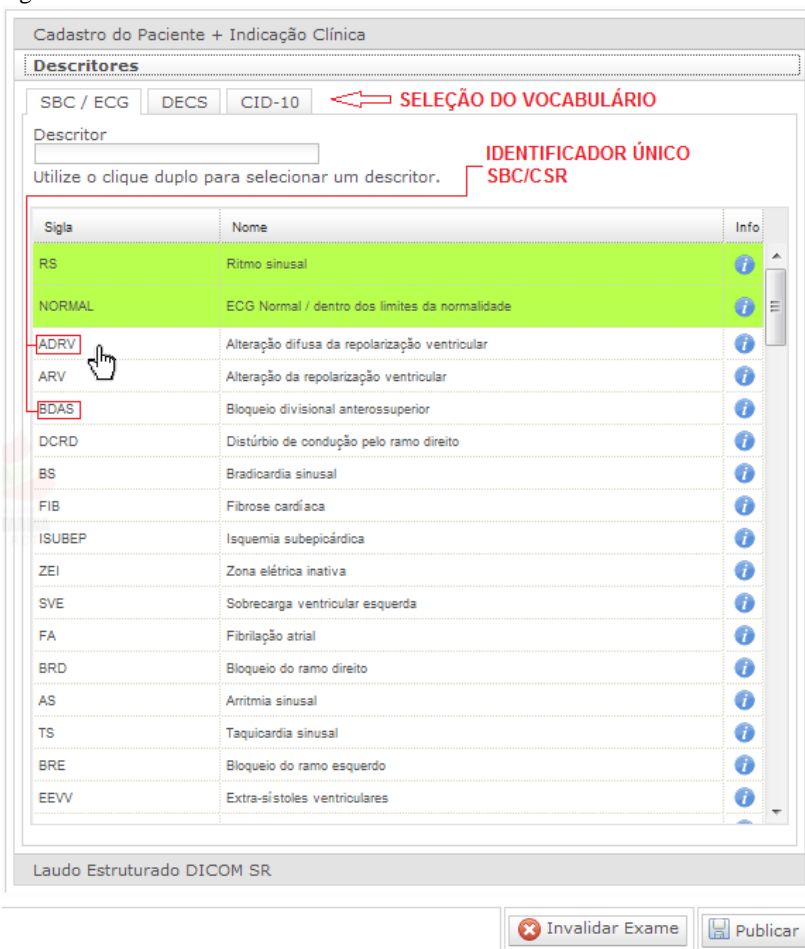 Cadastro do Paciente + Indicação Clínica
Descritores
SBC / ECG DECS CID-10 SELEÇÃO DO VOCABULÁRIO
Descritor
IDENTIFICADOR ÚNICO
Utilize o clique duplo para selecionar um descritor. SBC/CSR
Sigla Nome Info
RS Ritmo sinusal
NORMAL ECG Normal / dentro dos limites da normalidade
ADRV Alteração difusa da repolarização ventricular
ARV Alteração da repolarização ventricular
BDAS Bloqueio divisional anterossuperior
DCRD Distúrbio de condução pelo ramo direito
BS Bradicardia sinusal
FIB Fibrose cardíaca
ISUBEP Isquemia subepicárdica
ZEI Zona elétrica inativa
SVE Sobrecarga ventricular esquerda
FA Fibrilação atrial
BRD Bloqueio do ramo direito
AS Arritmia sinusal
TS Taquicardia sinusal
BRE Bloqueio do ramo esquerdo
EEVV Extra-sístoles ventriculares
Laudo Estruturado DICOM SR
Invalidar Exame Publicar